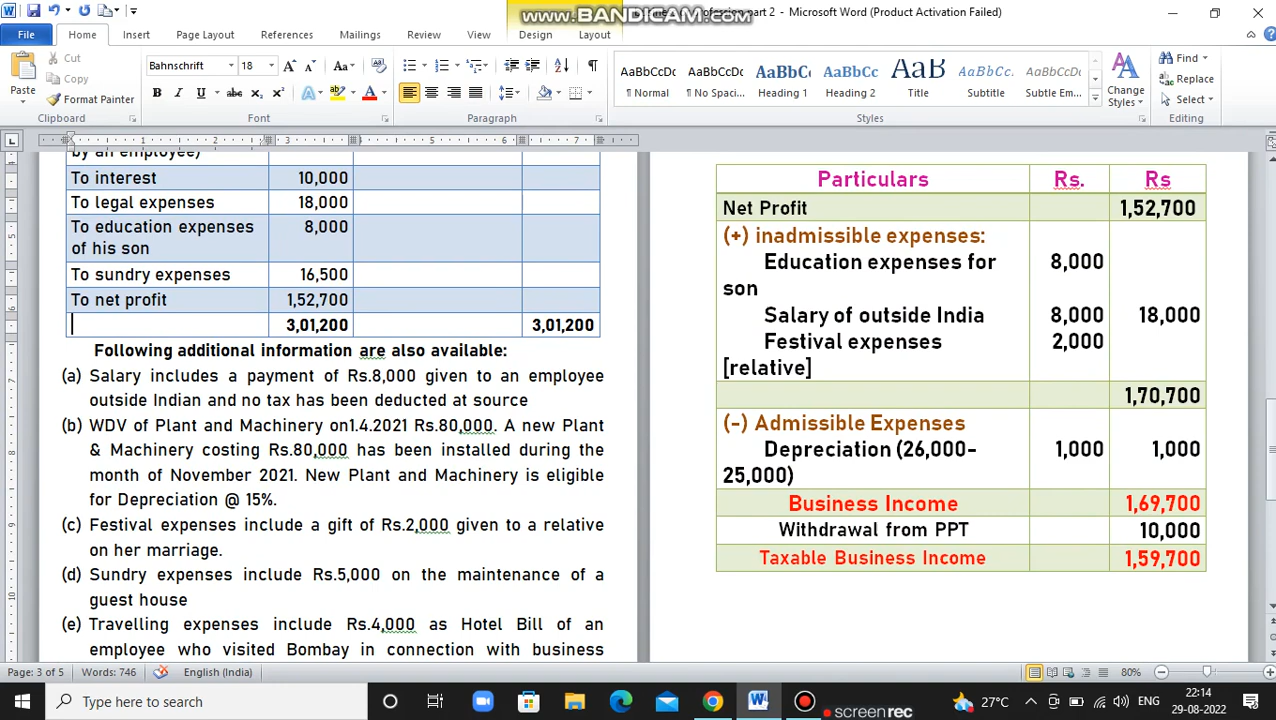 www.BANDICAM.com
part 2 - Microsoft Word (Product Activation Failed)
File Home Insert Page Layout References Mailings Review View Design Layout
Paste
Cut
Copy
Format Painter
Bahnschrift 18
AaBbCcDc AaBbCcDc AaBbCcDc AaBbCc. AaB AaBbCc. AaBbCcDc
¶ Normal ¶ No Spaci... Heading 1 Heading 2 Title Subtitle Subtle Em...
Change Styles
Find
Replace
Select
Clipboard Font Paragraph Styles Editing
by an employee)
To interest 10,000
To legal expenses 18,000
To education expenses 8,000
of his son
To sundry expenses 16,500
To net profit 1,52,700
3,01,200 3,01,200
Following additional information are also available:
(a) Salary includes a payment of Rs.8,000 given to an employee
outside Indian and no tax has been deducted at source
(b) WDV of Plant and Machinery on1.4.2021 Rs.80,000. A new Plant
& Machinery costing Rs.80,000 has been installed during the
month of November 2021. New Plant and Machinery is eligible
for Depreciation @ 15%.
(c) Festival expenses include a gift of Rs.2,000 given to a relative
on her marriage.
(d) Sundry expenses include Rs.5,000 on the maintenance of a
guest house
(e) Travelling expenses include Rs.4,000 as Hotel Bill of an
employee who visited Bombay in connection with business
Particulars Rs. Rs
Net Profit 1,52,700
(+) inadmissible expenses:
Education expenses for 8,000
son
Salary of outside India 8,000 18,000
Festival expenses 2,000
[relative]
1,70,700
(-) Admissible Expenses
Depreciation (26,000- 1,000 1,000
25,000)
Business Income 1,69,700
Withdrawal from PPT 10,000
Taxable Business Income 1,59,700
Page: 3 of 5 Words: 746 English (India) 80%
Type here to search
screen rec
27°C ENG
22:14
29-08-2022